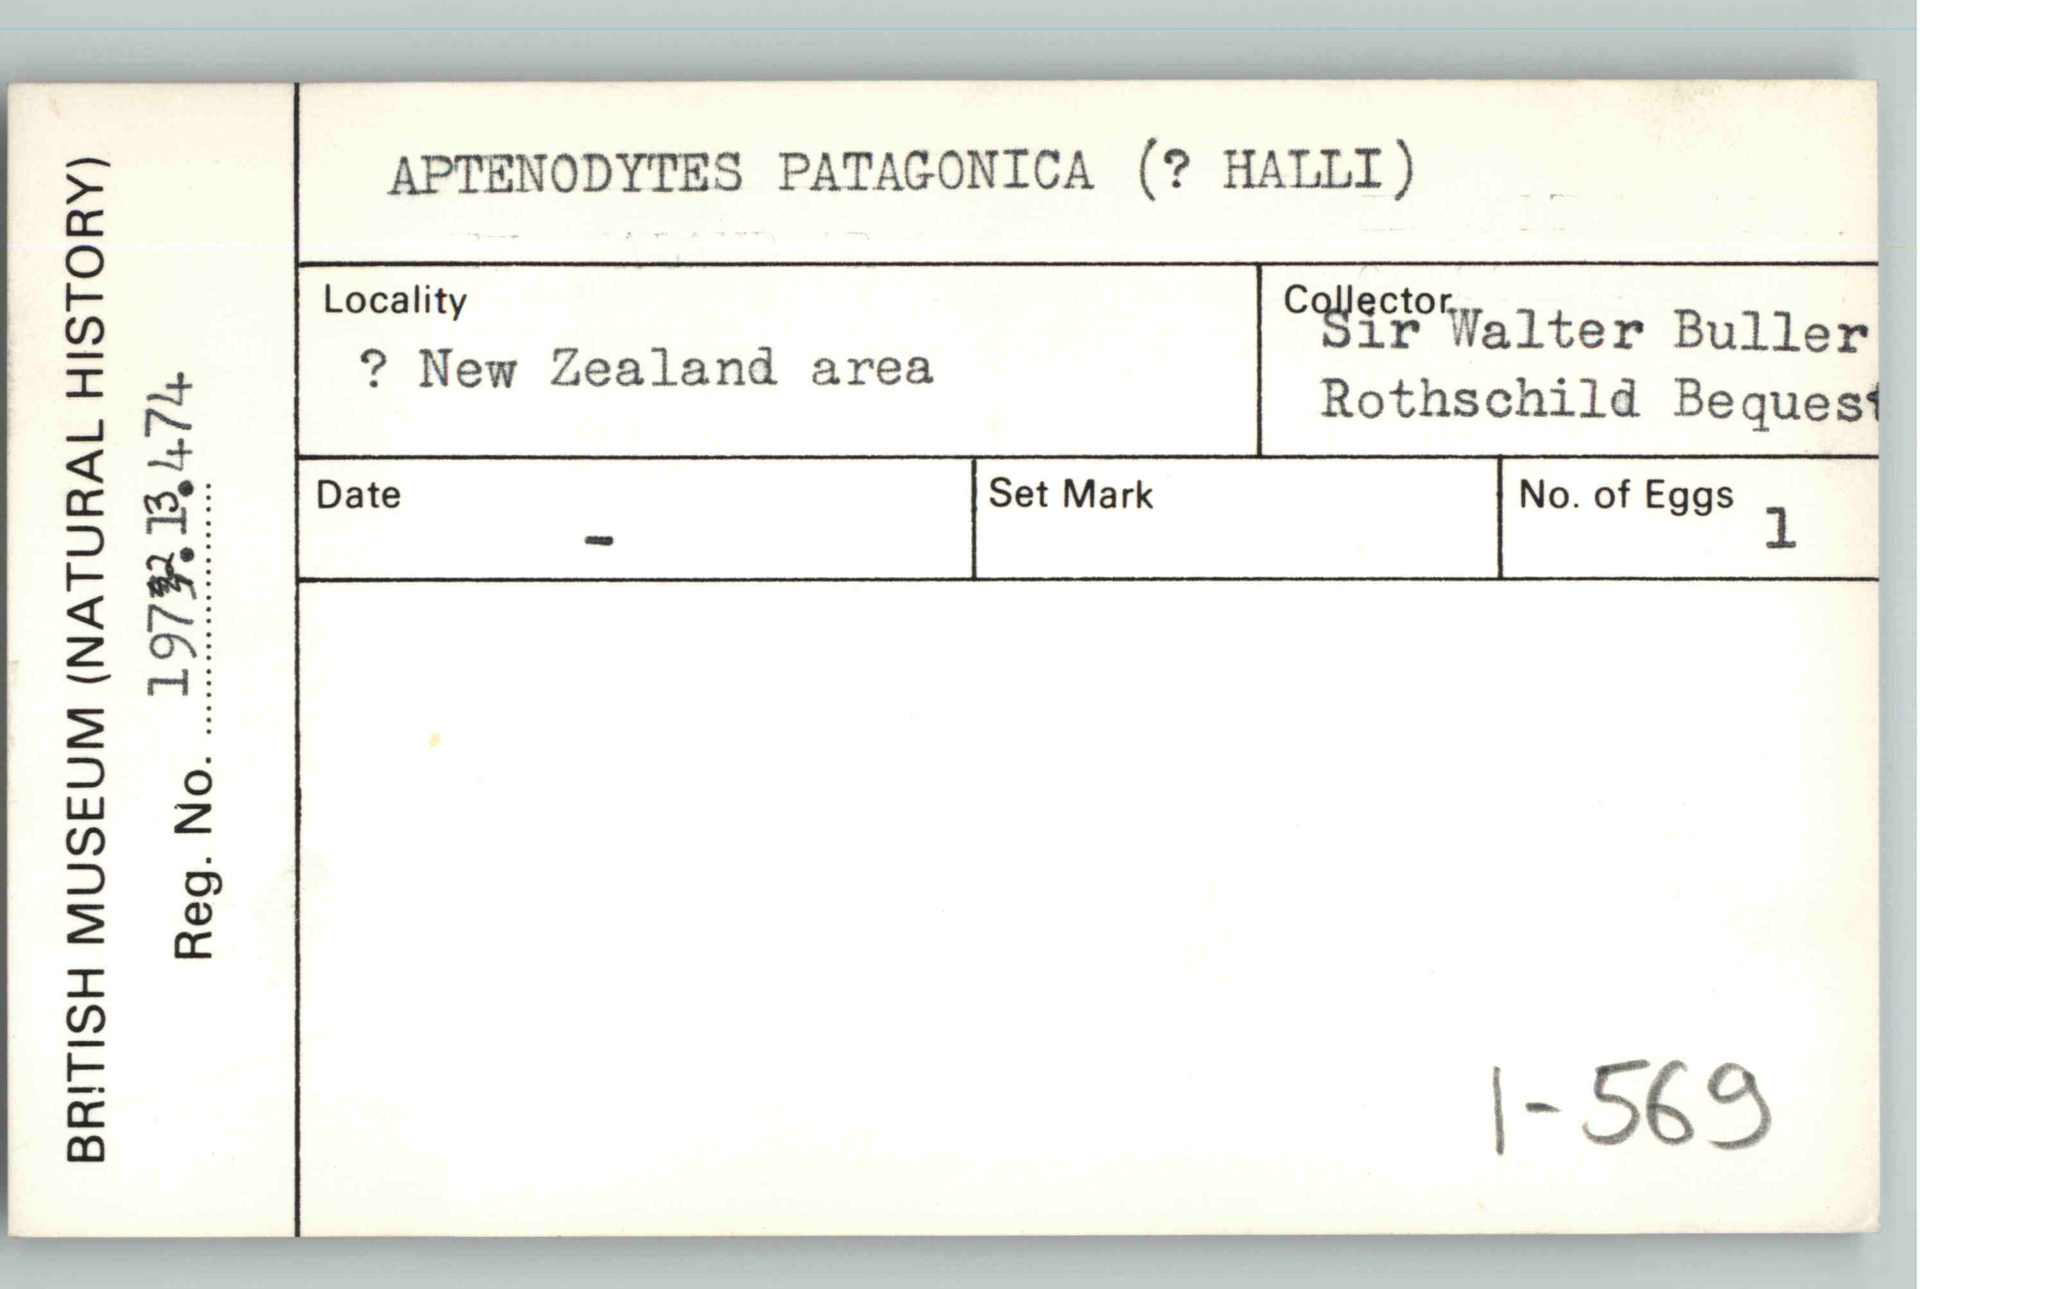 BRITISH MUSEUM (NATURAL HISTORY)
Reg. No. 1972.13.474
APTENODYTES PATAGONICA (? HALLI)
Locality
? New Zealand area
Collector
Sir Walter Buller
Rothschild Bequest
Date
-
Set Mark
No. of Eggs
1
1-569